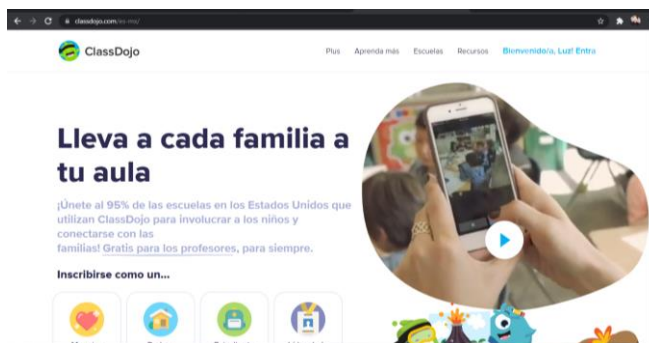 classdojo.com/es-mx/
ClassDojo
Plus Aprenda más Escuelas Recursos Bienvenidora, Luz! Entra
Lleva a cada familia a
tu aula
¡Únete al 95% de las escuelas en los Estados Unidos que
utilizan ClassDojo para involucrar a los niños y
conectarse con las
familias! Gratis para los profesores, para siempre.
Inscribirse como un...